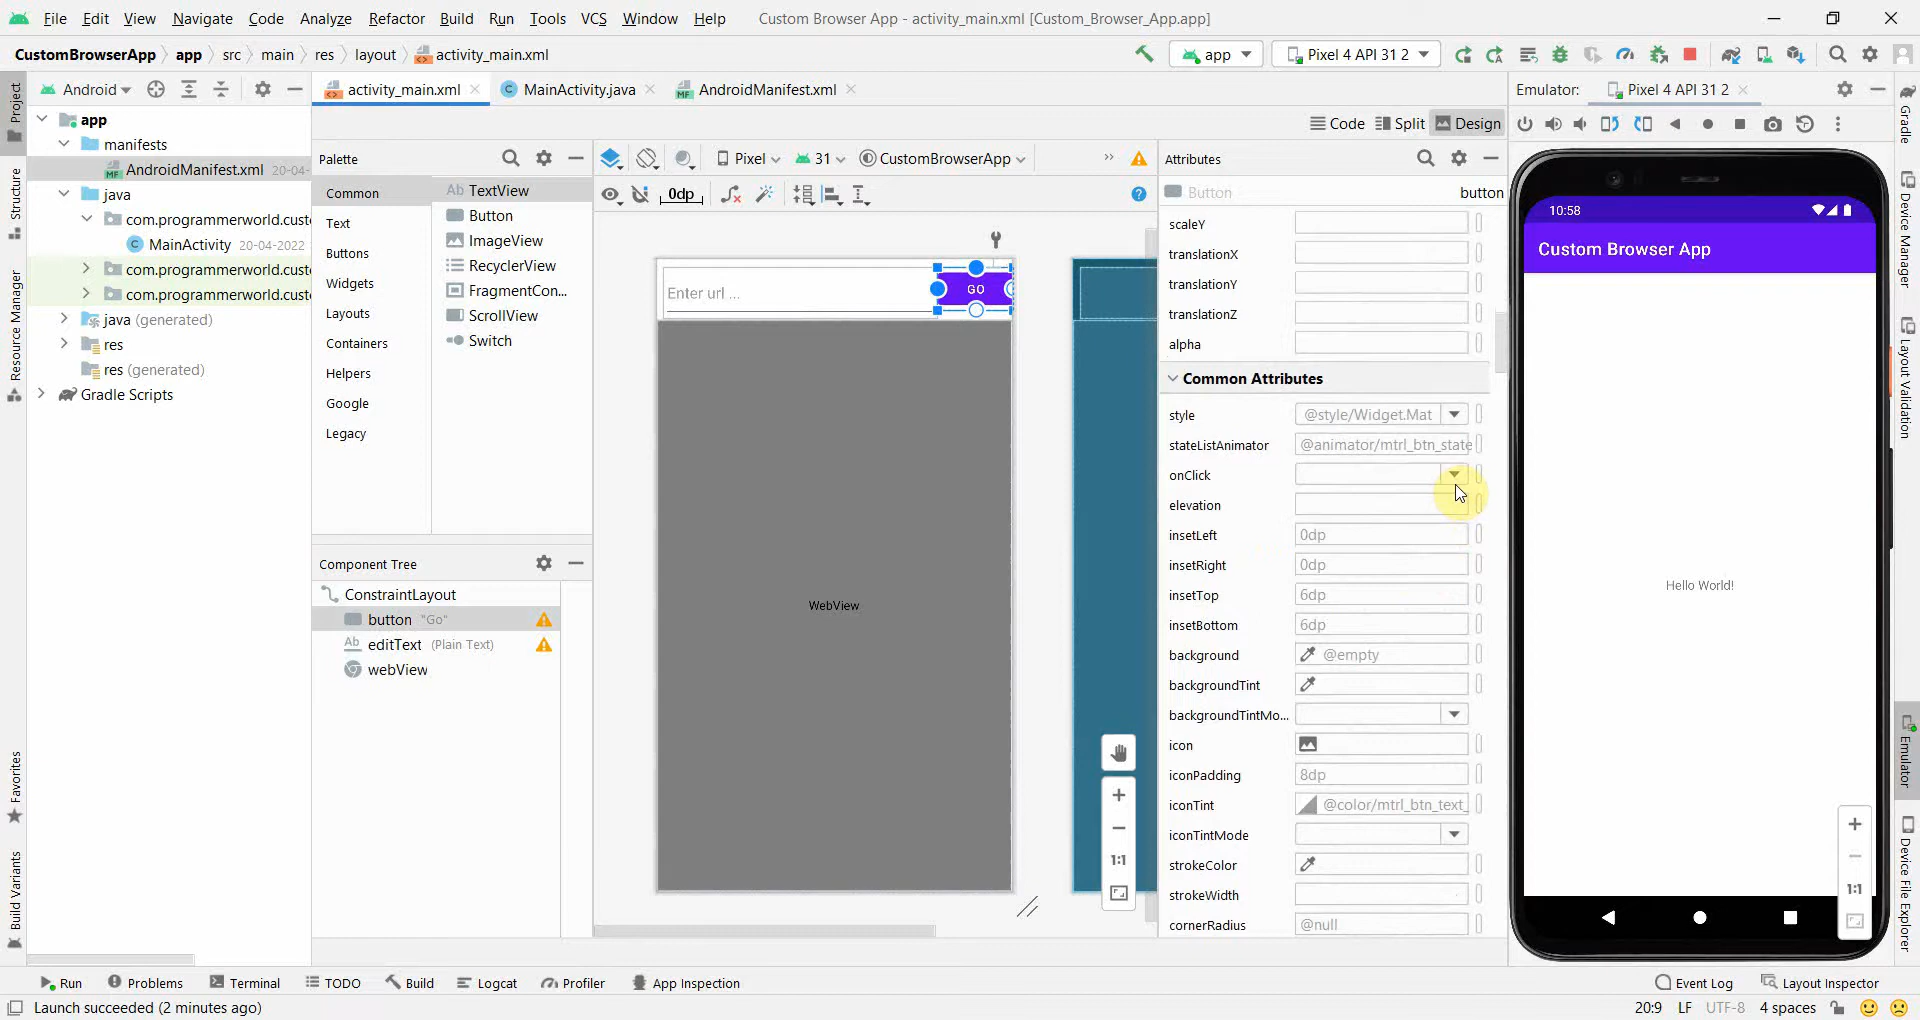 File Edit View Navigate Code Analyze Refactor Build Run Tools VCS Window Help Custom Browser App - activity_main.xml [Custom_Browser_App.app]
CustomBrowserApp app src main res layout activity_main.xml app Pixel 4 API 31 2
Android activity_main.xml MainActivity.java AndroidManifest.xml Emulator: Pixel 4 API 31 2
Code Split Design
Project
Structure
Resource Manager
Favorites
Build Variants
app
manifests
AndroidManifest.xml 20-04-
java
com.programmerworld.cust
MainActivity 20-04-2022
com.programmerworld.cust
com.programmerworld.cust
java (generated)
res
res (generated)
Gradle Scripts
Palette
Common
Text
Buttons
Widgets
Layouts
Containers
Helpers
Google
Legacy
Ab TextView
Button
ImageView
RecyclerView
FragmentCon...
ScrollView
Switch
Component Tree
ConstraintLayout
button "Go"
Ab editText (Plain Text)
webView
Pixel 31 CustomBrowserApp
0dp
Enter url ...
GO
WebView
1:1
Attributes
Button button
scaleY
translationX
translationY
translationZ
alpha
Common Attributes
style @style/Widget.Mat
stateListAnimator @animator/mtrl_btn_state
onClick
elevation
insetLeft 0dp
insetRight 0dp
insetTop 6dp
insetBottom 6dp
background @empty
backgroundTint
backgroundTintMo...
icon
iconPadding 8dp
iconTint @color/mtrl_btn_text_
iconTintMode
strokeColor
strokeWidth
cornerRadius @null
10:58
Custom Browser App
Hello World!
1:1
Gradle
Device Manager
Layout Validation
Emulator
Device File Explorer
Run Problems Terminal TODO Build Logcat Profiler App Inspection Event Log Layout Inspector
Launch succeeded (2 minutes ago) 20:9 LF UTF-8 4 spaces